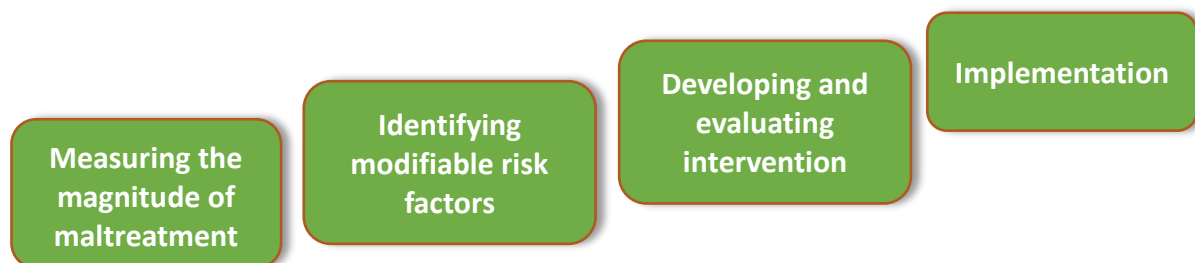 Measuring the
magnitude of
maltreatment
Identifying
modifiable risk
factors
Developing and
evaluating
intervention
Implementation